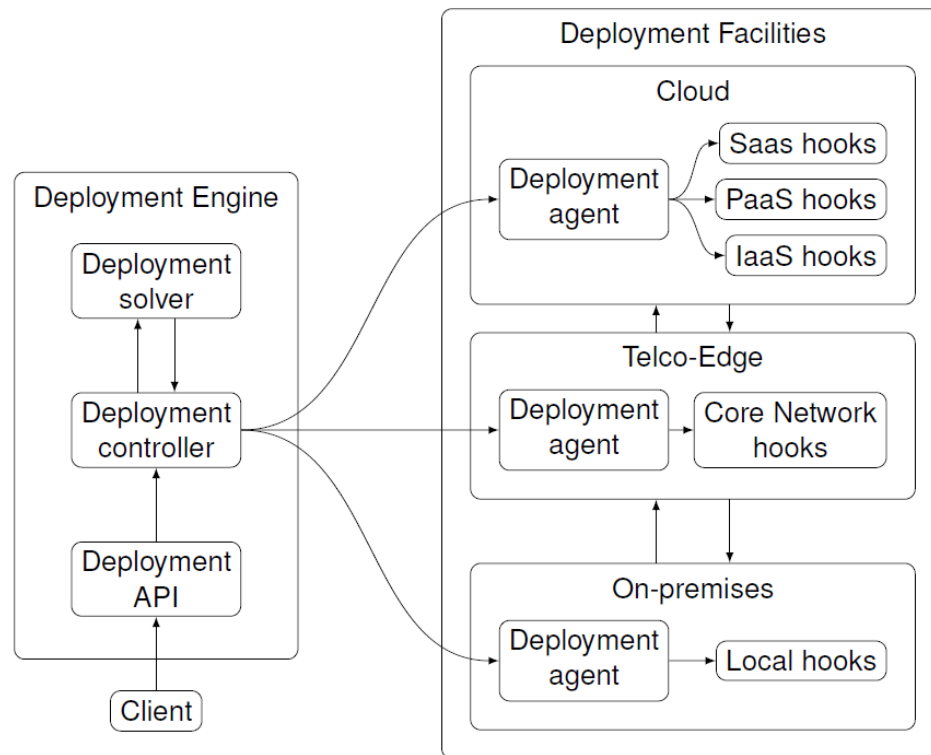 Deployment Engine
Deployment
solver
Deployment
controller
Deployment
API
Client
Deployment Facilities
Cloud
Deployment
agent
Saas hooks
PaaS hooks
IaaS hooks
Telco-Edge
Deployment
agent
Core Network
hooks
On-premises
Deployment
agent
Local hooks